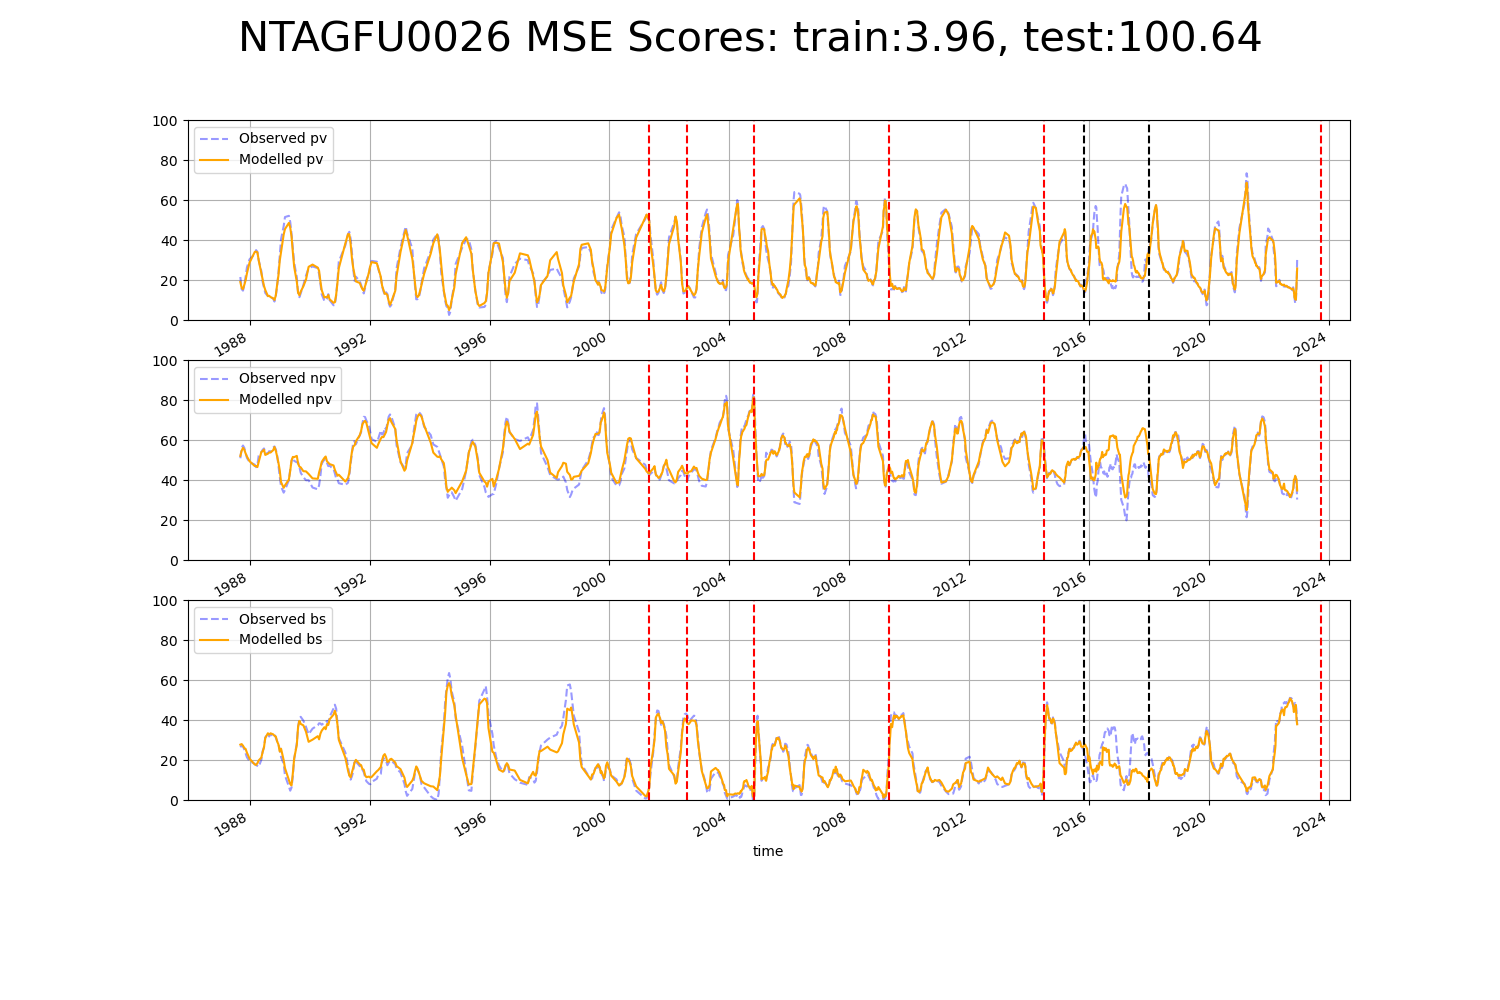 NTAGFU0026 MSE Scores: train:3.96, test:100.64
100
80
60
40
20
0
Observed pv
Modelled pv
1988 1992 1996 2000 2004 2008 2012 2016 2020 2024
100
80
60
40
20
0
Observed npv
Modelled npv
1988 1992 1996 2000 2004 2008 2012 2016 2020 2024
100
80
60
40
20
0
Observed bs
Modelled bs
1988 1992 1996 2000 2004 2008 2012 2016 2020 2024
time